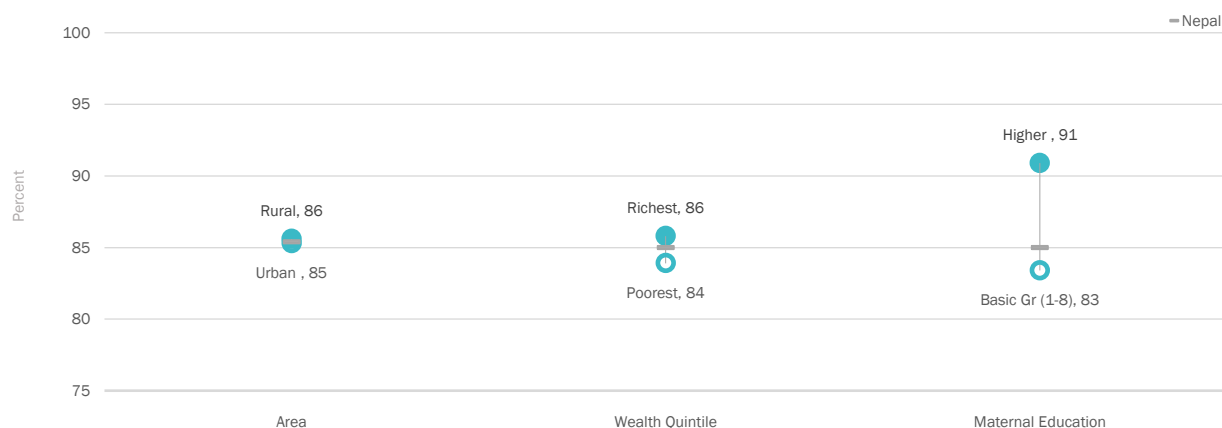 Nepal
100
95
90
85
80
75
Percent
Rural, 86
Urban , 85
Richest, 86
Poorest, 84
Higher , 91
Basic Gr (1-8), 83
Area
Wealth Quintile
Maternal Education